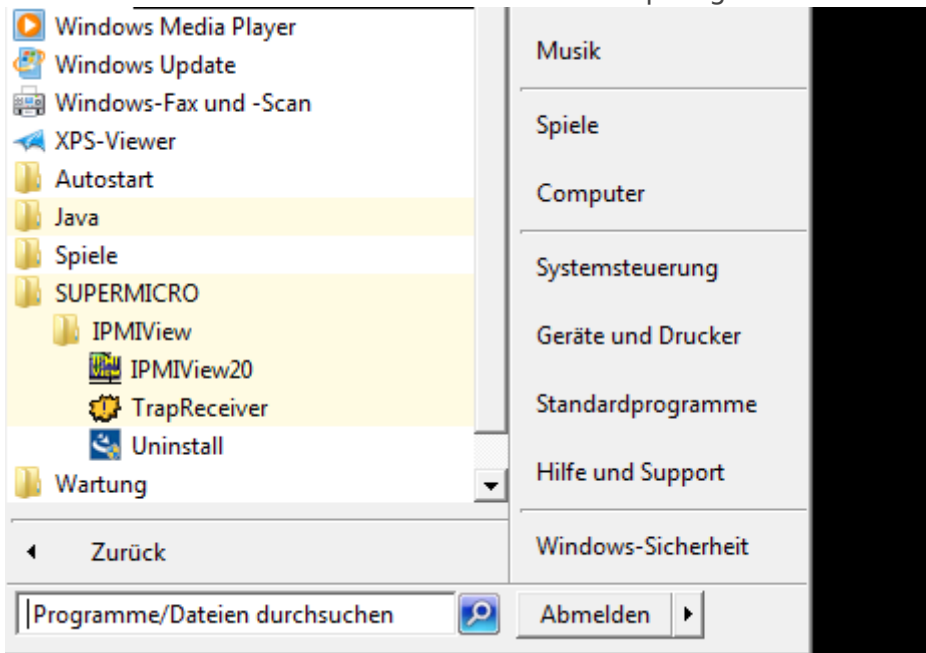 Windows Media Player
Windows Update
Windows-Fax und -Scan
XPS-Viewer
Autostart
Java
Spiele
SUPERMICRO
IPMIView
IPMIView20
TrapReceiver
Uninstall
Wartung
Zurück
Programme/Dateien durchsuchen
Musik
Spiele
Computer
Systemsteuerung
Geräte und Drucker
Standardprogramme
Hilfe und Support
Windows-Sicherheit
Abmelden